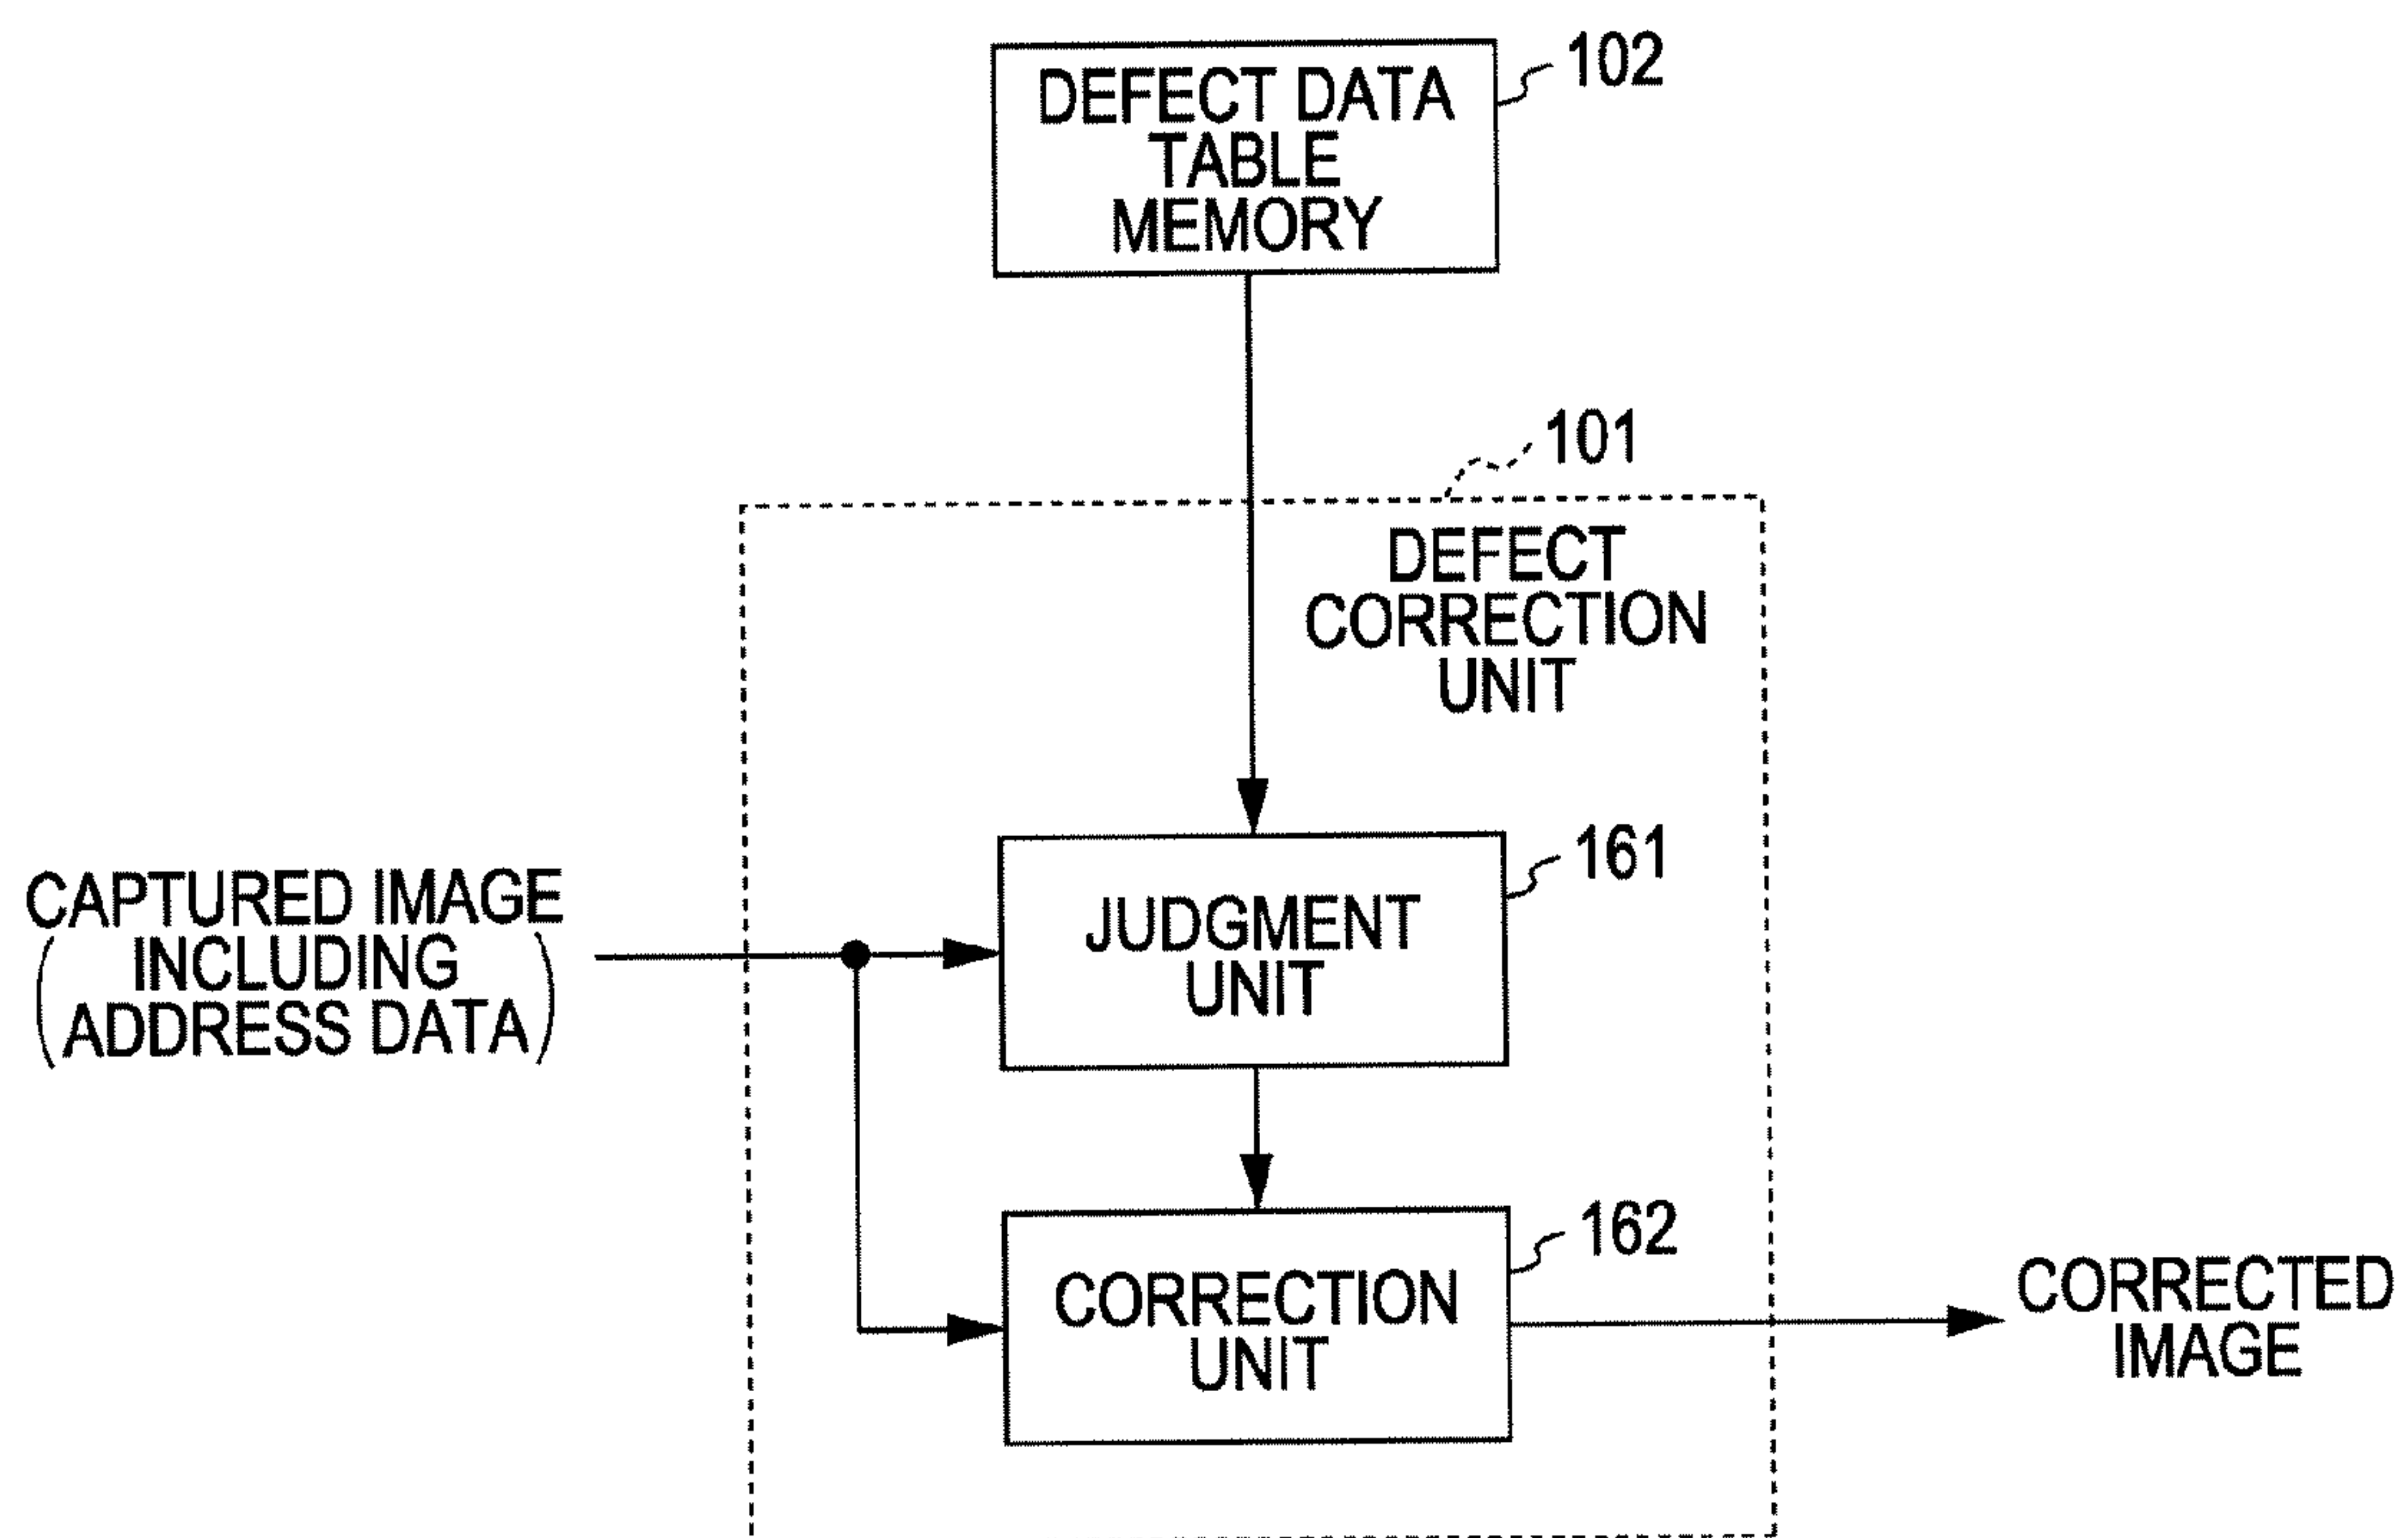 DEFECT DATA
TABLE
MEMORY
102
101
DEFECT
CORRECTION
UNIT
CAPTURED IMAGE
(INCLUDING
ADDRESS DATA)
JUDGMENT
UNIT
161
CORRECTION
UNIT
162
CORRECTED
IMAGE